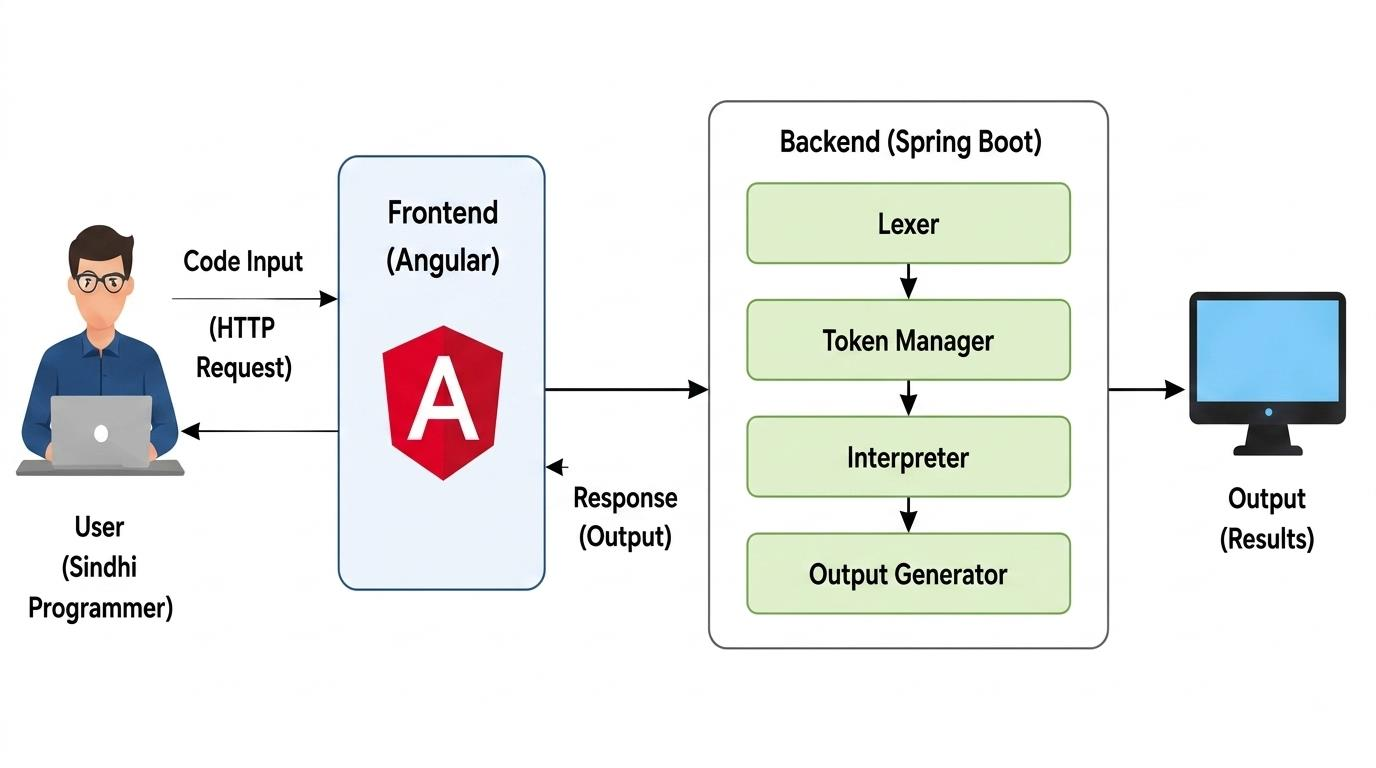 Code Input
(HTTP
Request)
User
(Sindhi
Programmer)
Frontend
(Angular)
A
Response
(Output)
Backend (Spring Boot)
Lexer
Token Manager
Interpreter
Output Generator
Output
(Results)